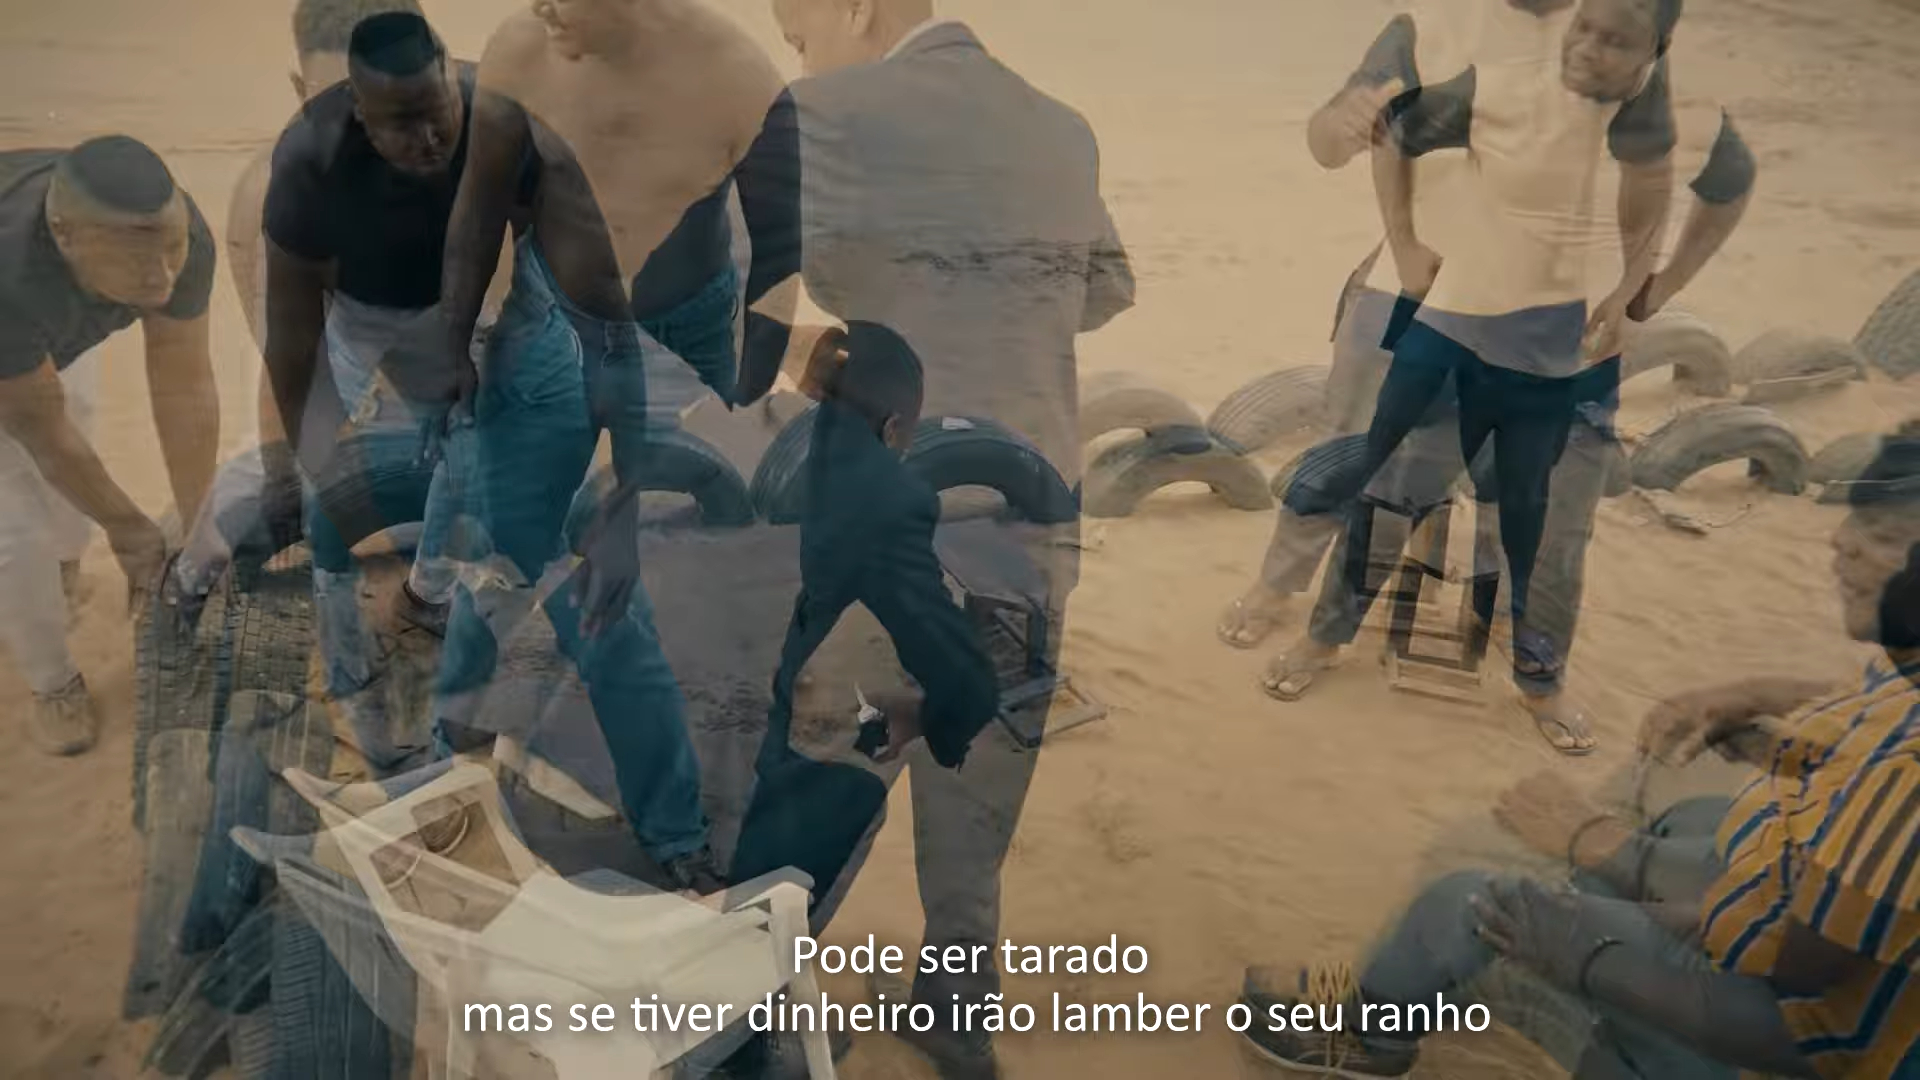 Pode ser tarado
mas se tiver dinheiro irão lamber o seu ranho